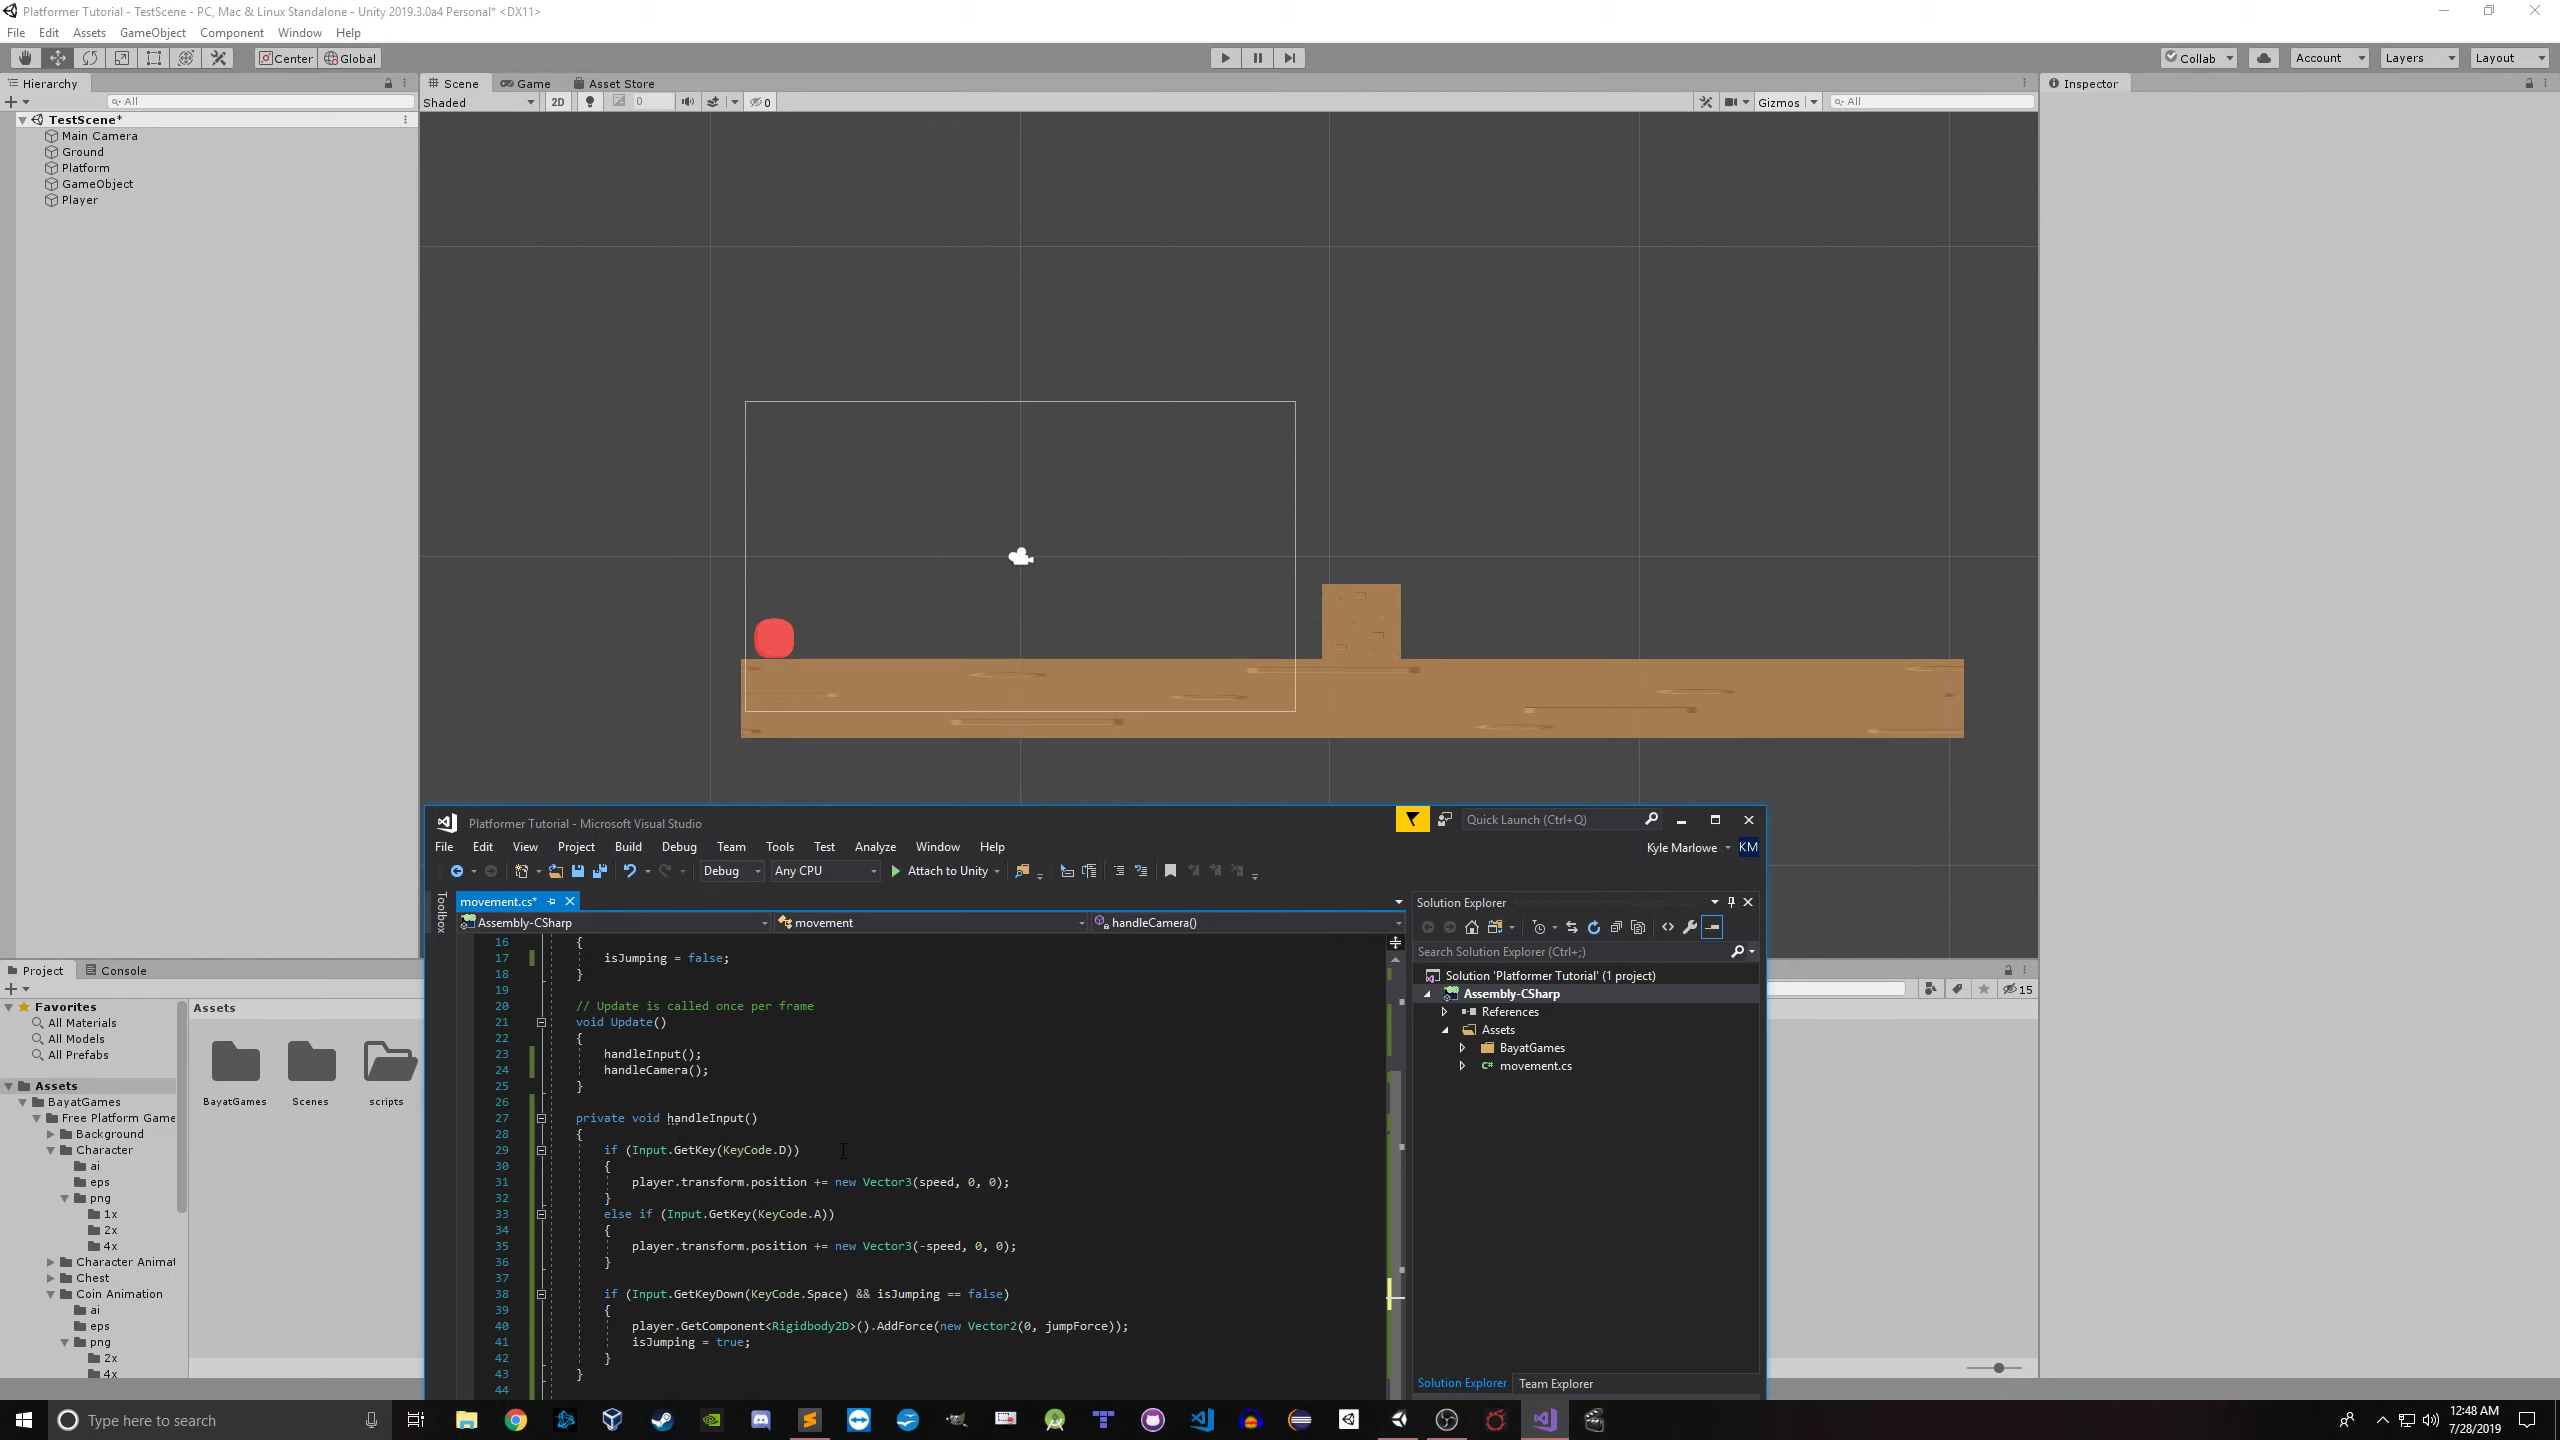 Platformer Tutorial - TestScene - PC, Mac & Linux Standalone - Unity 2019.3.0a4 Personal* <DX11>
File Edit Assets GameObject Component Window Help
Center Global
Collab Account Layers Layout
Hierarchy
All
TestScene*
Main Camera
Ground
Platform
GameObject
Player
Scene Game Asset Store
Shaded 2D 0 0 Gizmos All
Inspector
Project Console
15
Favorites
All Materials
All Models
All Prefabs
Assets
BayatGames
Free Platform Game
Background
Character
ai
eps
png
1x
2x
4x
Character Animat
Chest
Coin Animation
ai
eps
png
2x
4x
Assets
BayatGames Scenes scripts
Platformer Tutorial - Microsoft Visual Studio
Quick Launch (Ctrl+Q)
File Edit View Project Build Debug Team Tools Test Analyze Window Help
Kyle Marlowe KM
Debug Any CPU Attach to Unity
Toolbox
movement.cs*
Assembly-CSharp movement handleCamera()
16 {
17 isJumping = false;
18 }
19
20 // Update is called once per frame
21 void Update()
22 {
23 handleInput();
24 handleCamera();
25 }
26
27 private void handleInput()
28 {
29 if (Input.GetKey(KeyCode.D))
30 {
31 player.transform.position += new Vector3(speed, 0, 0);
32 }
33 else if (Input.GetKey(KeyCode.A))
34 {
35 player.transform.position += new Vector3(-speed, 0, 0);
36 }
37
38 if (Input.GetKeyDown(KeyCode.Space) && isJumping == false)
39 {
40 player.GetComponent<Rigidbody2D>().AddForce(new Vector2(0, jumpForce));
41 isJumping = true;
42 }
43 }
44
Solution Explorer
Search Solution Explorer (Ctrl+;)
Solution 'Platformer Tutorial' (1 project)
Assembly-CSharp
References
Assets
BayatGames
C# movement.cs
Solution Explorer Team Explorer
Type here to search
12:48 AM
7/28/2019